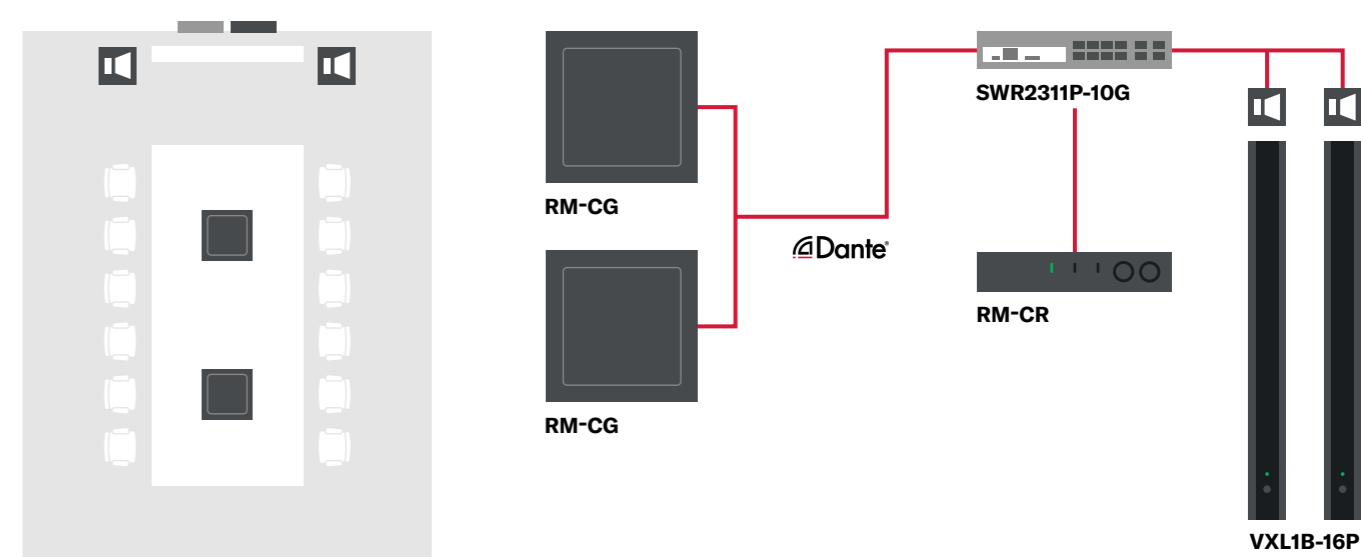 SWR2311P-10G
RM-CG
Dante®
RM-CR
RM-CG
VXL1B-16P